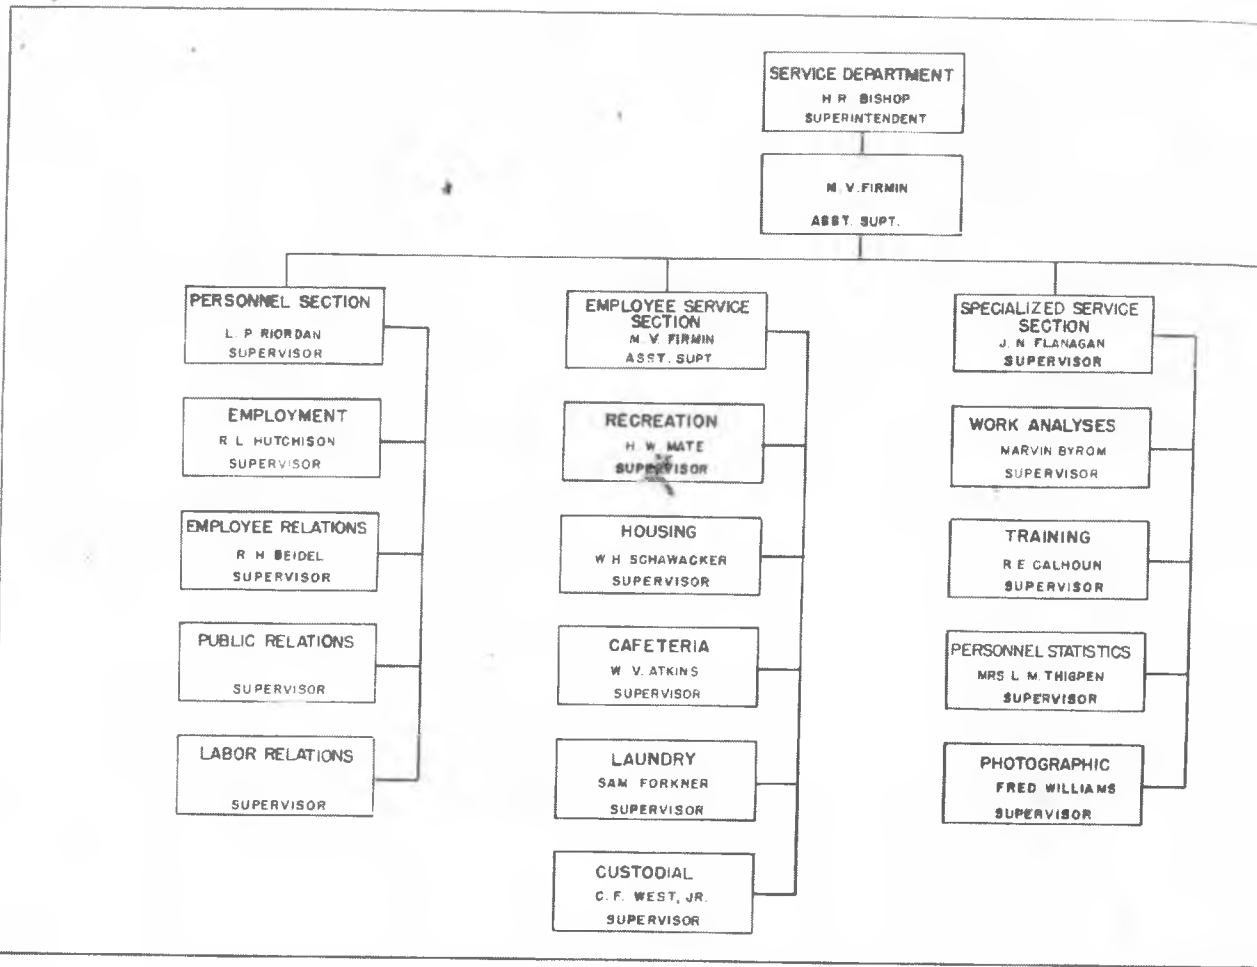 SERVICE DEPARTMENT
H R BISHOP
SUPERINTENDENT
M. V. FIRMIN
ASST. SUPT.
PERSONNEL SECTION
L. P RIORDAN
SUPERVISOR
EMPLOYMENT
R L HUTCHISON
SUPERVISOR
EMPLOYEE RELATIONS
R H BEIDEL
SUPERVISOR
PUBLIC RELATIONS
SUPERVISOR
LABOR RELATIONS
SUPERVISOR
EMPLOYEE SERVICE
SECTION
M. V. FIRMIN
ASST. SUPT
RECREATION
H W MATE
SUPERVISOR
HOUSING
W H SCHAWACKER
SUPERVISOR
CAFETERIA
W V. ATKINS
SUPERVISOR
LAUNDRY
SAM FORKNER
SUPERVISOR
CUSTODIAL
C. F. WEST, JR.
SUPERVISOR
SPECIALIZED SERVICE
SECTION
J. N FLANAGAN
SUPERVISOR
WORK ANALYSES
MARVIN BYROM
SUPERVISOR
TRAINING
R E CALHOUN
SUPERVISOR
PERSONNEL STATISTICS
MRS L M. THIGPEN
SUPERVISOR
PHOTOGRAPHIC
FRED WILLIAMS
SUPERVISOR